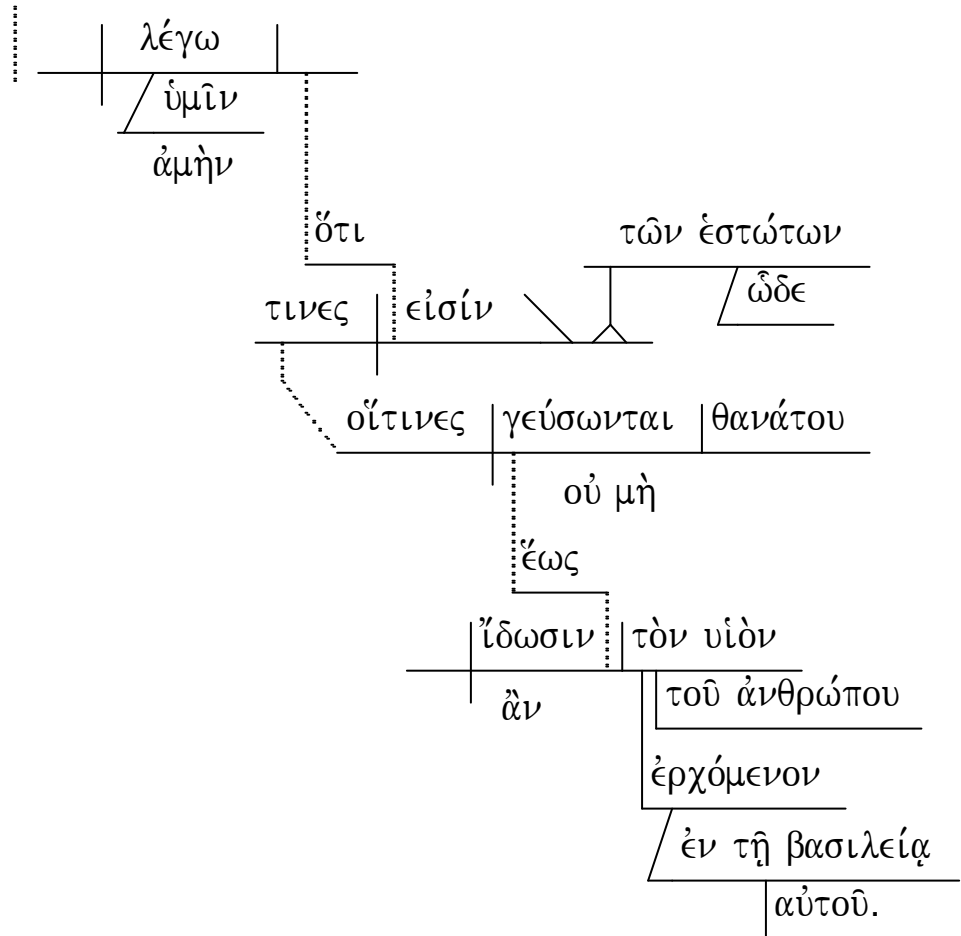 λέγω
ὑμῖν
ἀμὴν
ὅτι
τῶν ἑστώτων
ὧδε
τινες εἰσίν
οἵτινες γεύσωνται θανάτου
οὐ μὴ
ἕως
ἴδωσιν τὸν υἱὸν
ἂν
τοῦ ἀνθρώπου
ἐρχόμενον
ἐν τῇ βασιλείᾳ
αὐτοῦ.